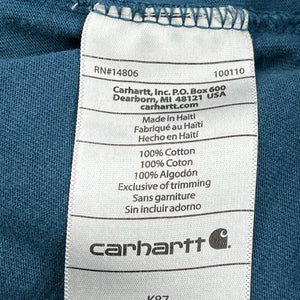 RN#14806 100110
Carhartt, Inc. P.O. Box 600
Dearborn, MI 48121 USA
carhartt.com
Made in Haiti
Fabriqué au Haïti
Hecho en Haití
100% Cotton
100% Coton
100% Algodón
Exclusive of trimming
Sans garniture
Sin incluir adorno
carhartt
K87